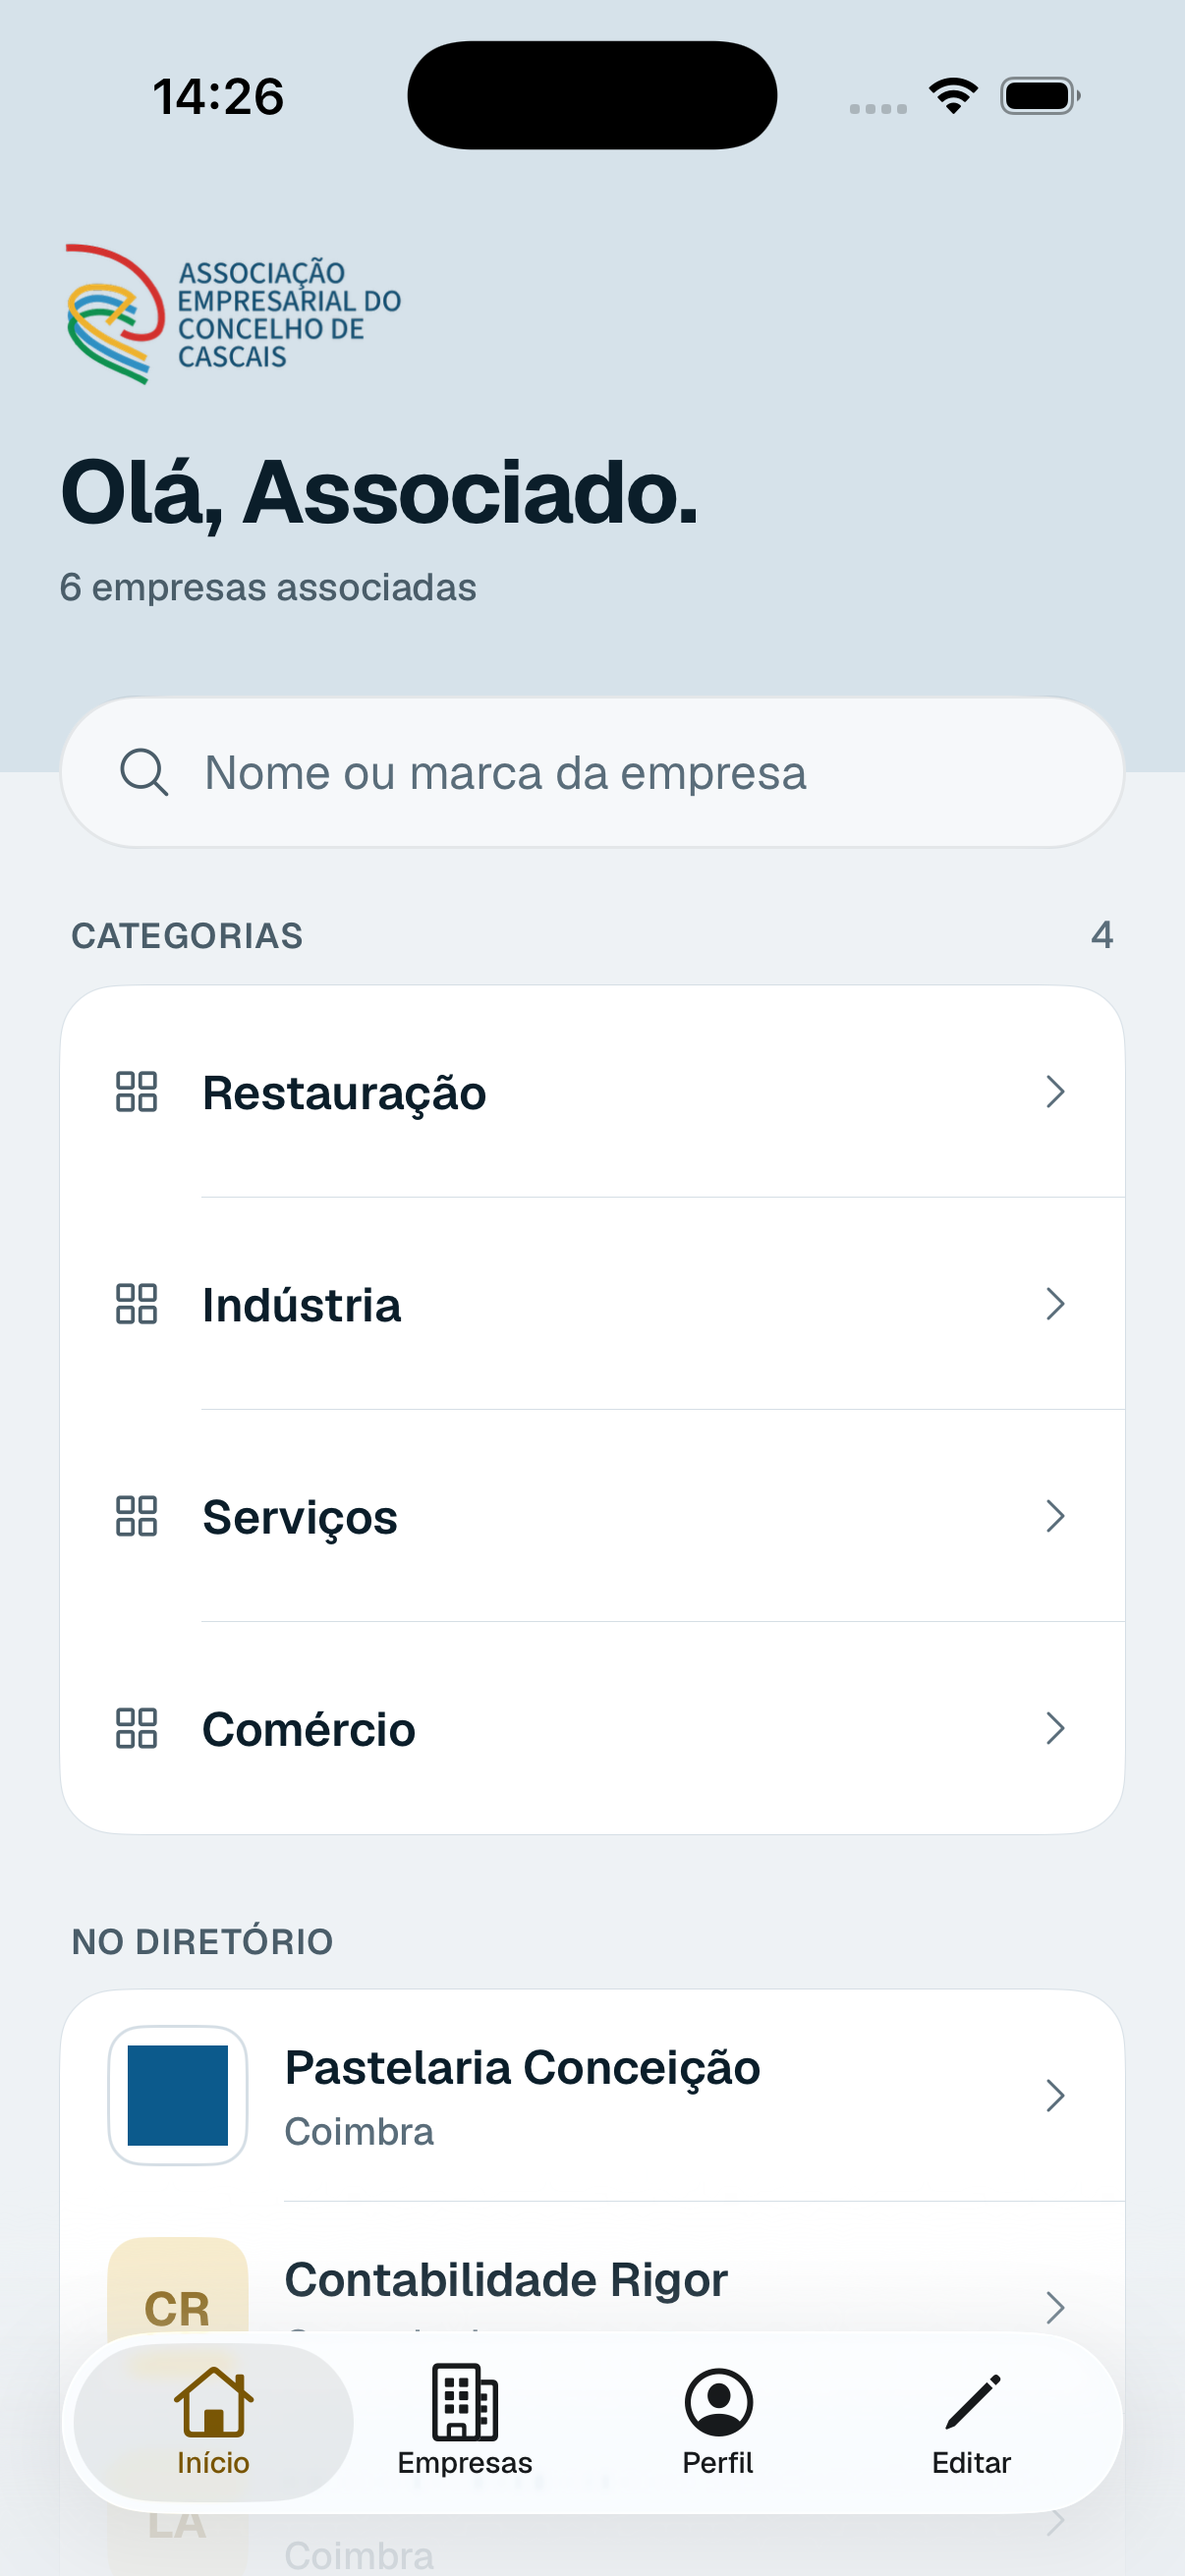 14:26
ASSOCIAÇÃO
EMPRESARIAL DO
CONCELHO DE
CASCAIS
Olá, Associado.
6 empresas associadas
Nome ou marca da empresa
CATEGORIAS 4
Restauração
Indústria
Serviços
Comércio
NO DIRETÓRIO
Pastelaria Conceição
Coimbra
CR
Contabilidade Rigor
Início
Empresas
Perfil
Editar
LA
Coimbra